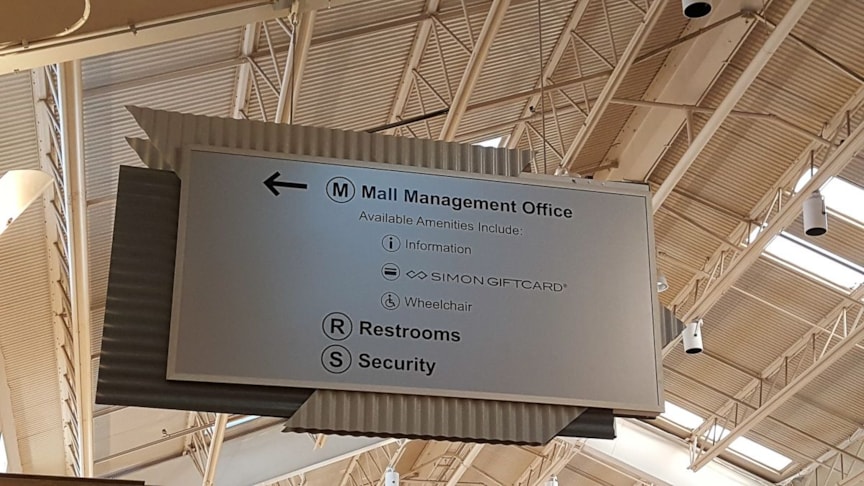 M Mall Management Office
Available Amenities Include:
i Information
SIMON GIFTCARD®
Wheelchair
R Restrooms
S Security